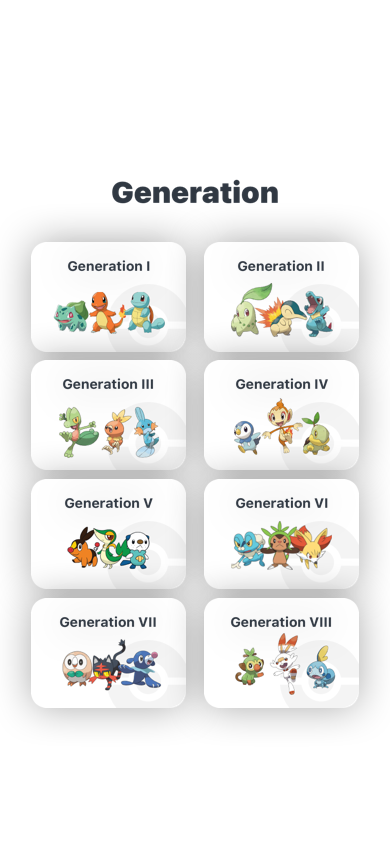 Generation
Generation I
Generation II
Generation III
Generation IV
Generation V
Generation VI
Generation VII
Generation VIII